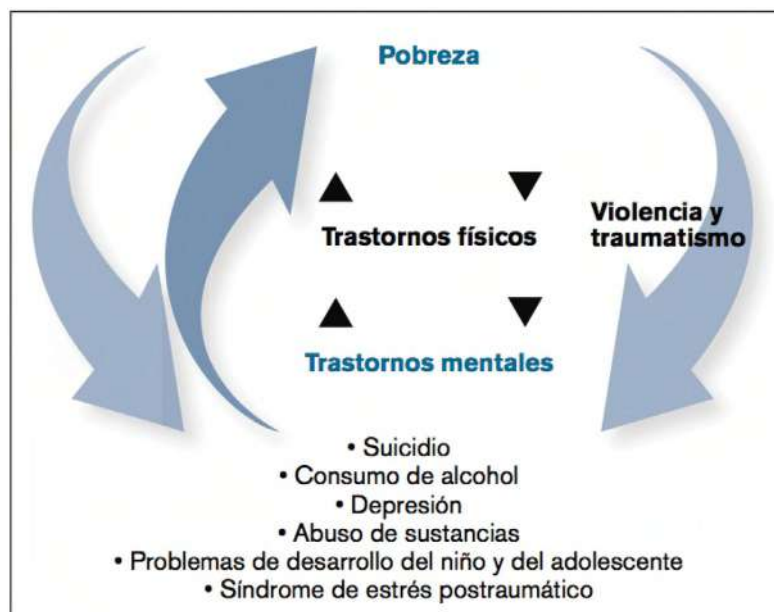 Pobreza
Trastornos físicos
Violencia y
traumatismo
Trastornos mentales
• Suicidio
• Consumo de alcohol
• Depresión
• Abuso de sustancias
• Problemas de desarrollo del niño y del adolescente
• Síndrome de estrés postraumático